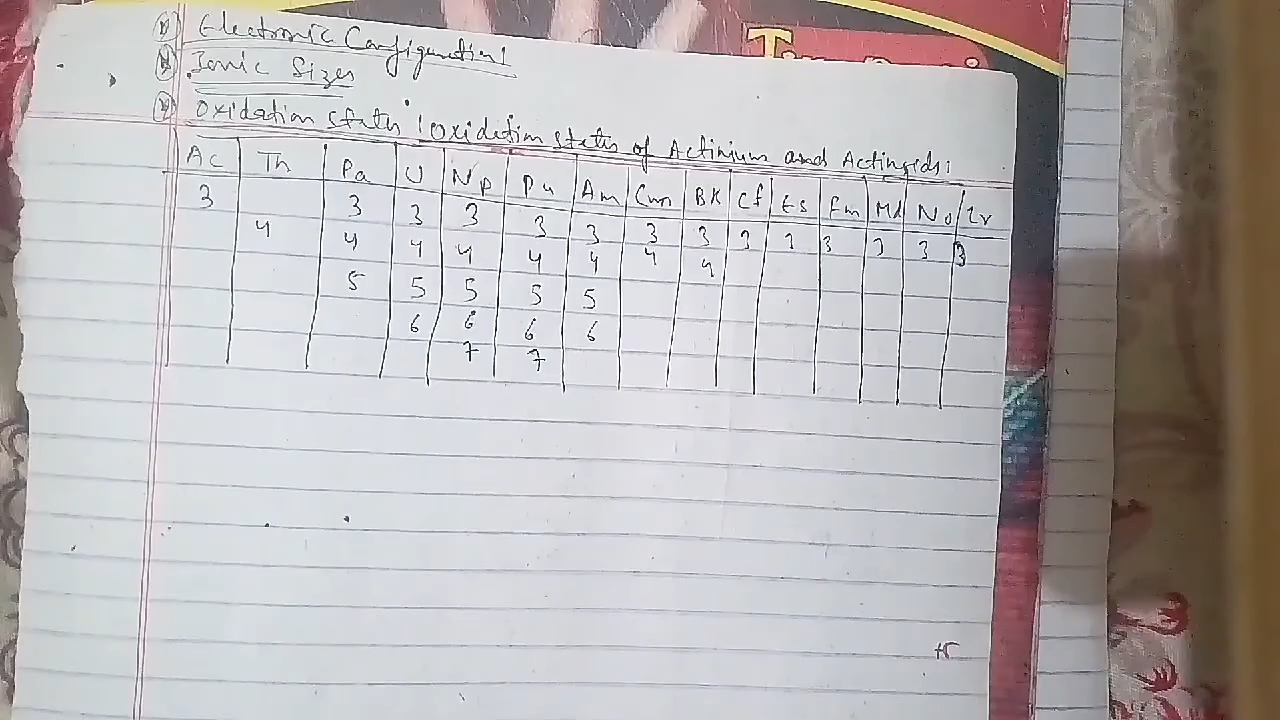 Electronic Configuration!
Ionic Sizes
Oxidation states : Oxidation states of Actinium and Actinoids:
Ac Th Pa U Np Pu Am Cm BK Cf Es Fm Md No Lr
3 3 3 3 3 3 3 3 3 3 3 3 3 3
4 4 4 4 4 4 4 4
5 5 5 5 5
6 6 6 6
7 7
+5